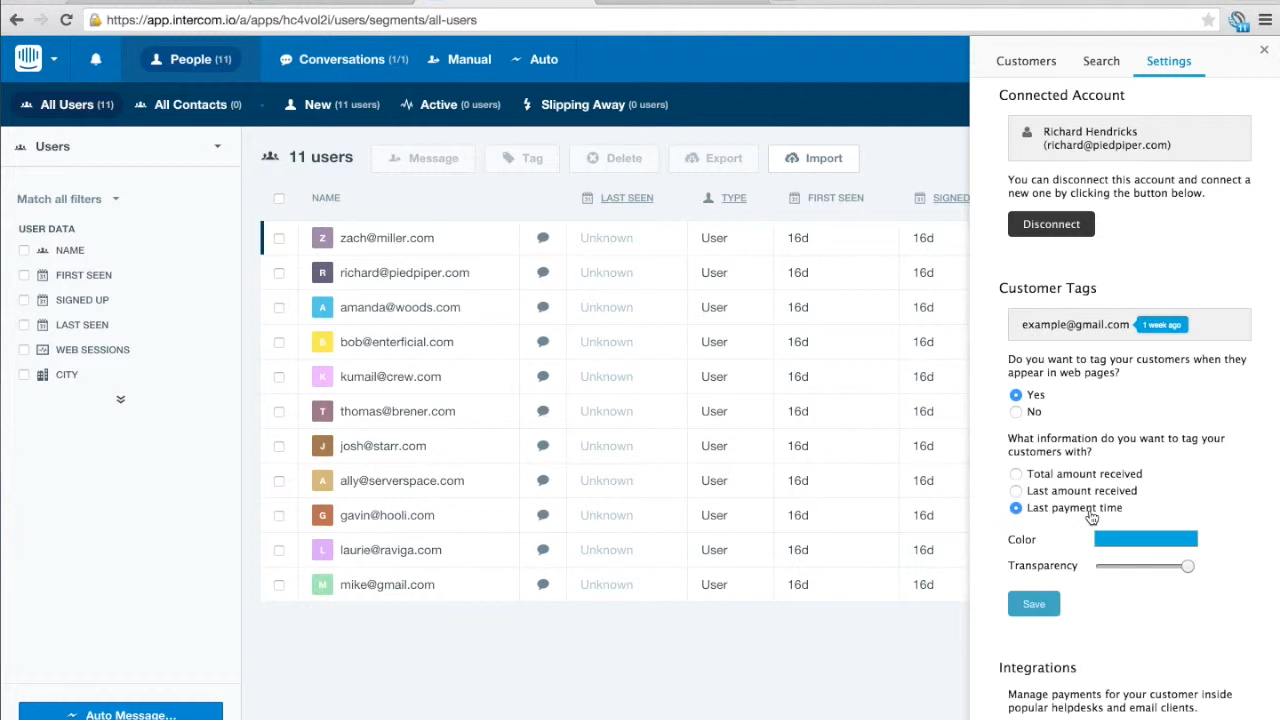 https://app.intercom.io/a/apps/hc4vol2i/users/segments/all-users
11
People (11)
Conversations (1/1)
Manual
Auto
All Users (11)
All Contacts (0)
New (11 users)
Active (0 users)
Slipping Away (0 users)
Users
Match all filters
USER DATA
NAME
FIRST SEEN
SIGNED UP
LAST SEEN
WEB SESSIONS
CITY
Auto Message...
11 users
Message
Tag
Delete
Export
Import
NAME
LAST SEEN
TYPE
FIRST SEEN
SIGNED
Z zach@miller.com Unknown User 16d 16d
R richard@piedpiper.com Unknown User 16d 16d
A amanda@woods.com Unknown User 16d 16d
B bob@enterficial.com Unknown User 16d 16d
K kumail@crew.com Unknown User 16d 16d
T thomas@brener.com Unknown User 16d 16d
J josh@starr.com Unknown User 16d 16d
A ally@serverspace.com Unknown User 16d 16d
G gavin@hooli.com Unknown User 16d 16d
L laurie@raviga.com Unknown User 16d 16d
M mike@gmail.com Unknown User 16d 16d
Customers
Search
Settings
Connected Account
Richard Hendricks
(richard@piedpiper.com)
You can disconnect this account and connect a
new one by clicking the button below.
Disconnect
Customer Tags
example@gmail.com 1 week ago
Do you want to tag your customers when they
appear in web pages?
Yes
No
What information do you want to tag your
customers with?
Total amount received
Last amount received
Last payment time
Color
Transparency
Save
Integrations
Manage payments for your customer inside
popular helpdesks and email clients.